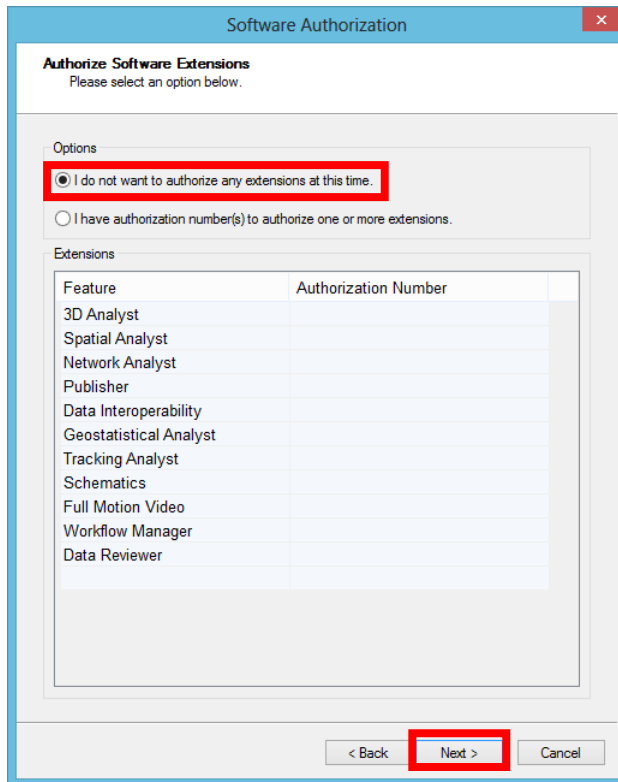 Software Authorization
Authorize Software Extensions
Please select an option below.
Options
I do not want to authorize any extensions at this time.
I have authorization number(s) to authorize one or more extensions.
Extensions
Feature Authorization Number
3D Analyst
Spatial Analyst
Network Analyst
Publisher
Data Interoperability
Geostatistical Analyst
Tracking Analyst
Schematics
Full Motion Video
Workflow Manager
Data Reviewer
< Back Next > Cancel